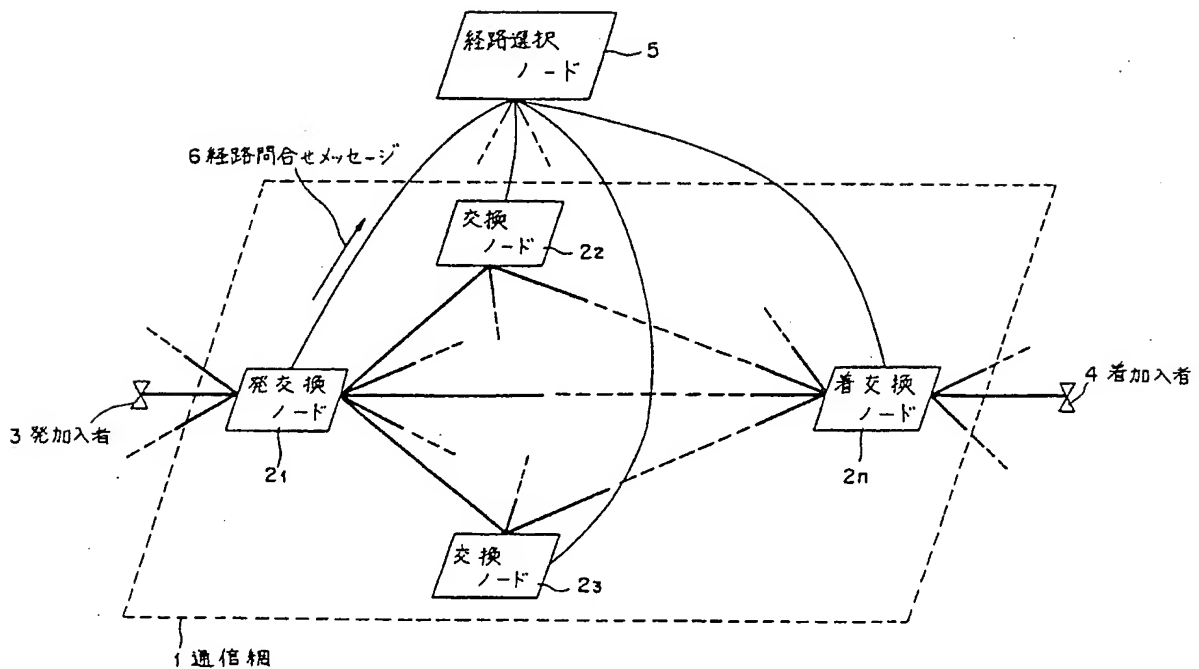 経路選択
ノード
5
6経路問合せメッセージ
交換
ノード
22
発交換
ノード
21
3 発加入者
着交換
ノード
2n
4 着加入者
交換
ノード
23
1 通信網